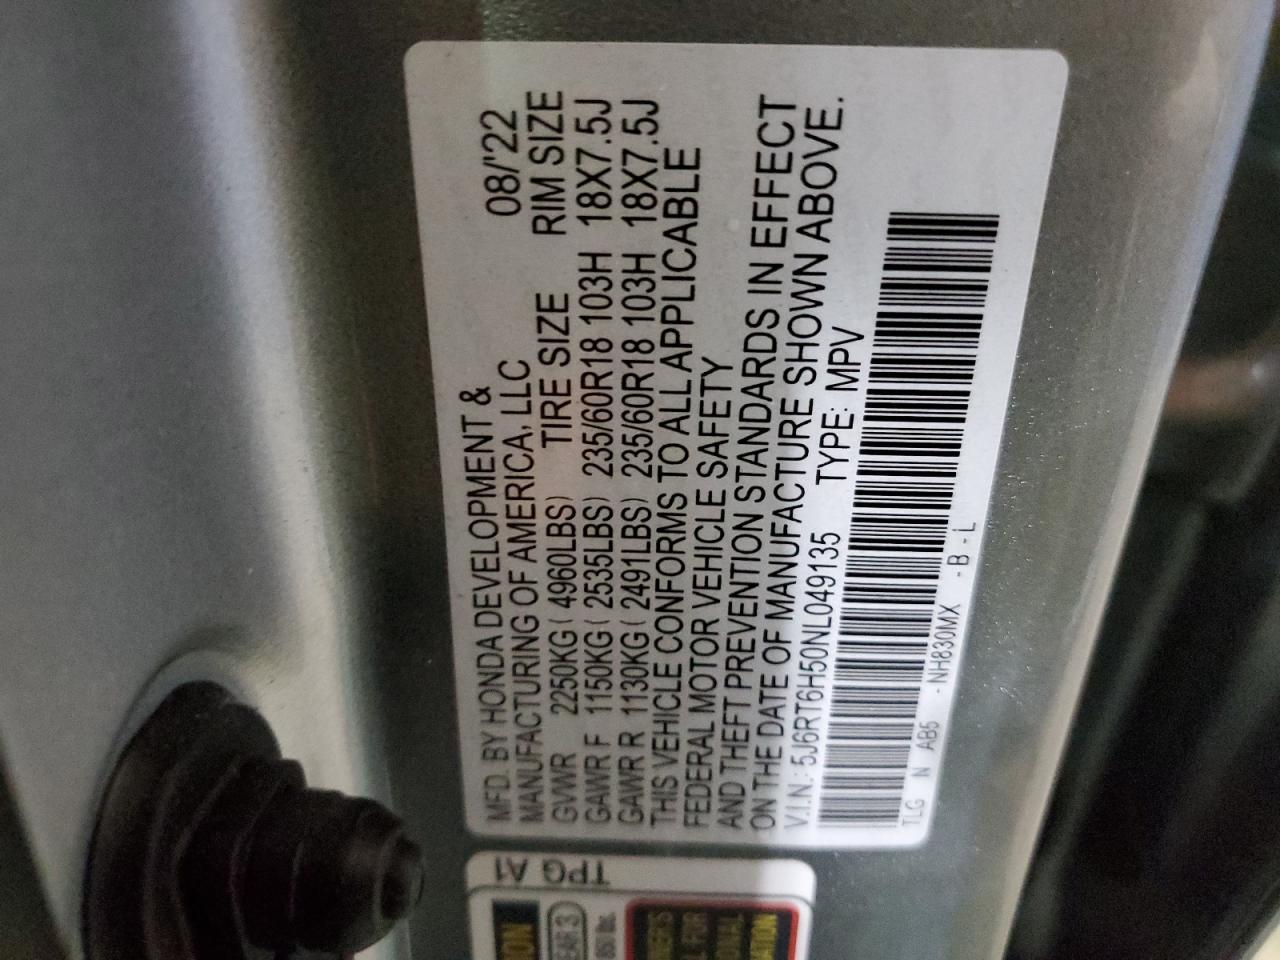 MFD. BY HONDA DEVELOPMENT & 08/'22
MANUFACTURING OF AMERICA, LLC
TIRE SIZE RIM SIZE
GVWR 2250KG ( 4960LBS)
GAWR F 1150KG ( 2535LBS) 235/60R18 103H 18X7.5J
GAWR R 1130KG ( 2491LBS) 235/60R18 103H 18X7.5J
THIS VEHICLE CONFORMS TO ALL APPLICABLE
FEDERAL MOTOR VEHICLE SAFETY
AND THEFT PREVENTION STANDARDS IN EFFECT
ON THE DATE OF MANUFACTURE SHOWN ABOVE.
V.I.N.: 5J6RT6H50NL049135 TYPE: MPV
TLG N AB5 -NH830MX -B - L
TPG A1